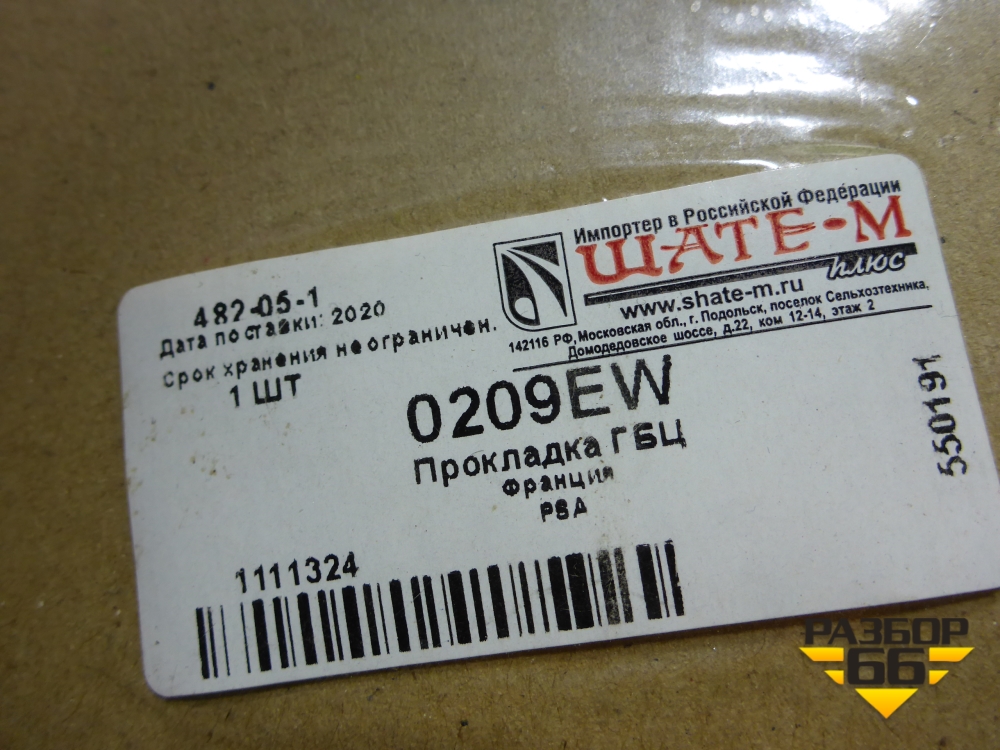 Импортер в Российской Федерации
ШАТЕ-М
плюс
www.shate-m.ru
142116 РФ, Московская обл., г. Подольск, поселок Сельхозтехника,
Домодедовское шоссе, д.22, ком 12-14, этаж 2
482-05-1
Дата поставки: 2020
Срок хранения неограничен.
1 ШТ
0209EW
Прокладка ГБЦ
Франция
PSA
550191
1111324
РАЗБОР
66